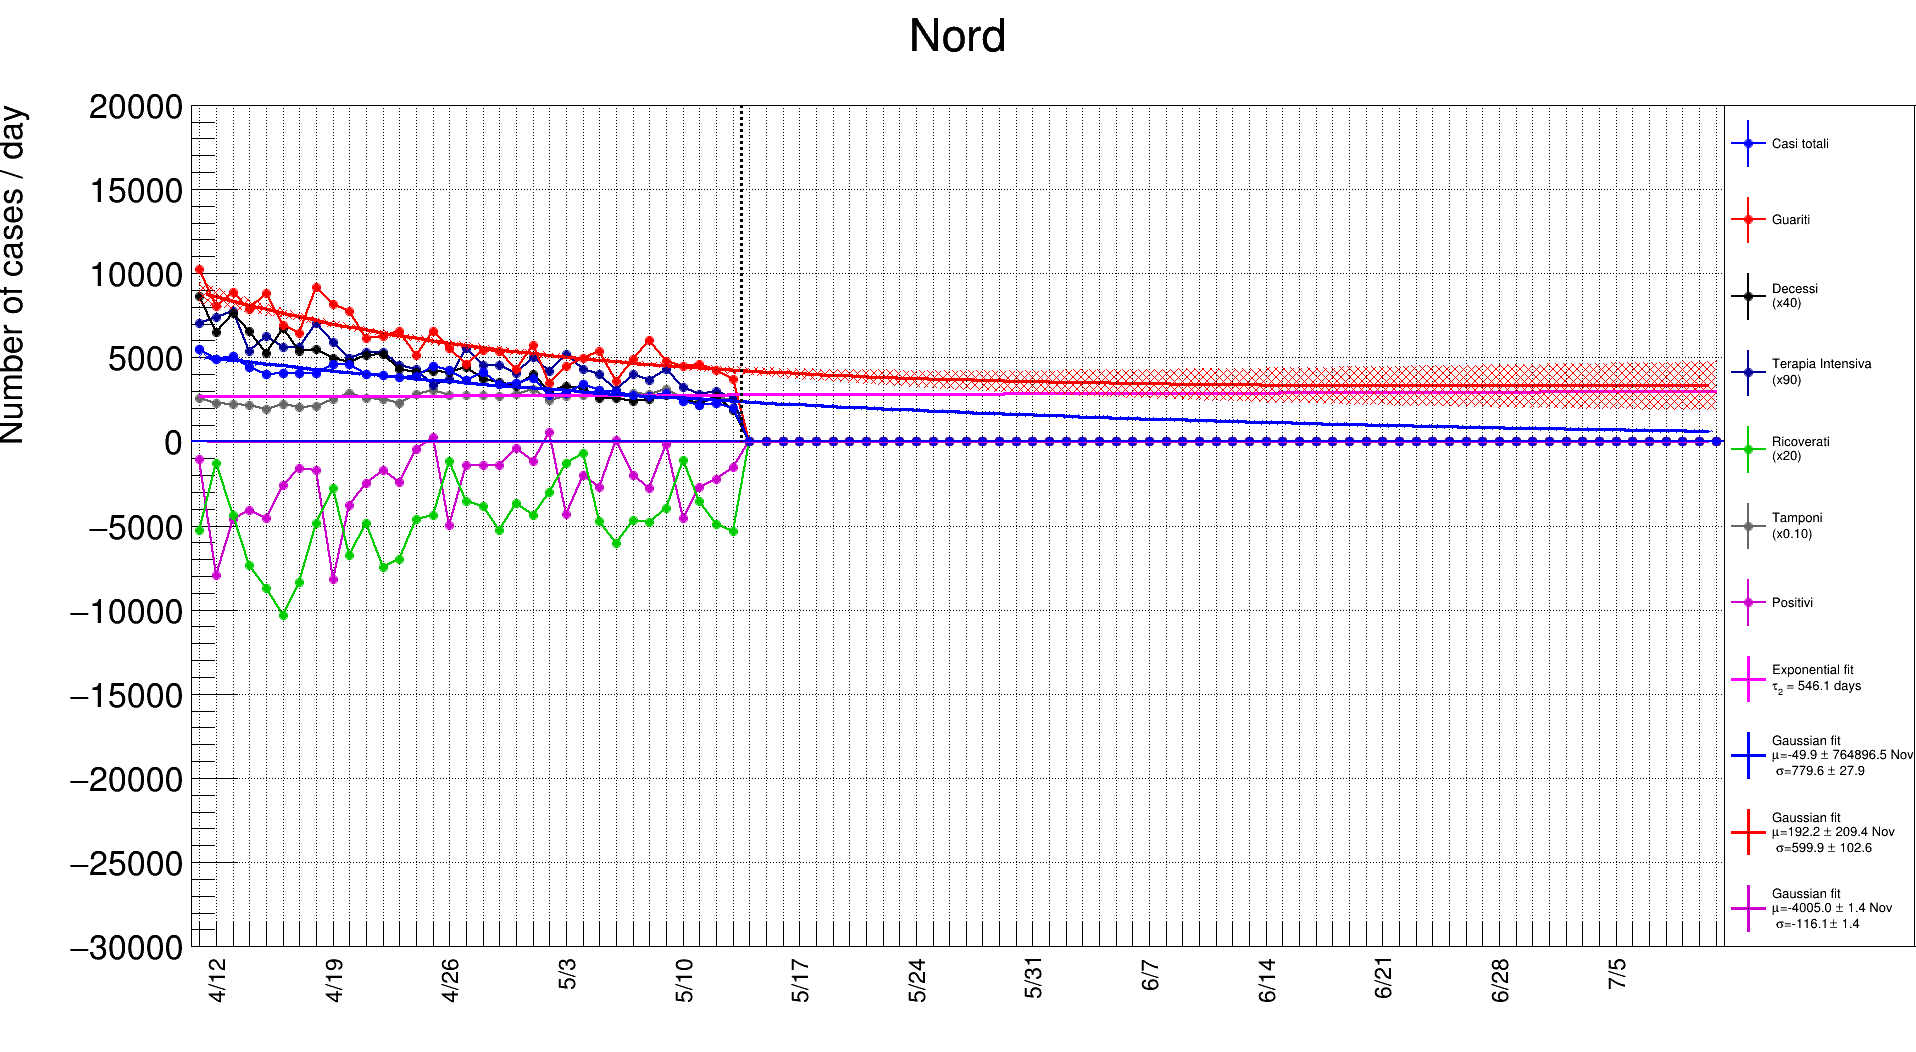 Nord
Number of cases / day
20000
15000
10000
5000
0
−5000
−10000
−15000
−20000
−25000
−30000
4/12
4/19
4/26
5/3
5/10
5/17
5/24
5/31
6/7
6/14
6/21
6/28
7/5
Casi totali
Guariti
Decessi
(x40)
Terapia Intensiva
(x90)
Ricoverati
(x20)
Tamponi
(x0.10)
Positivi
Exponential fit
τ2 = 546.1 days
Gaussian fit
μ=-49.9 ± 764896.5 Nov
σ=779.6 ± 27.9
Gaussian fit
μ=192.2 ± 209.4 Nov
σ=599.9 ± 102.6
Gaussian fit
μ=-4005.0 ± 1.4 Nov
σ=-116.1 ± 1.4